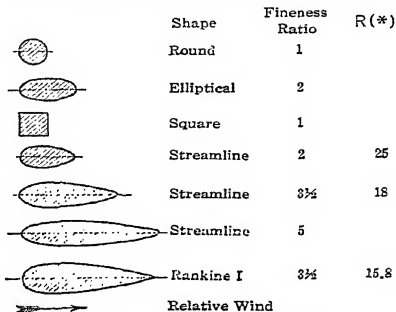 Shape Fineness Ratio R(*)
Round 1
Elliptical 2
Square 1
Streamline 2 25
Streamline 3½ 18
Streamline 5
Rankine I 3½ 15.8
Relative Wind